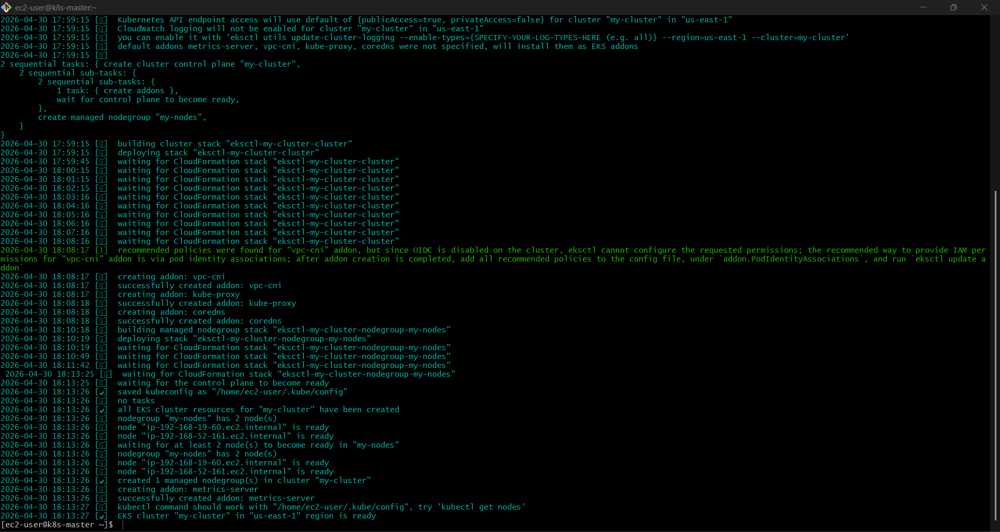 ec2-user@k8s-master:~
2026-04-30 17:59:15 [ℹ]  Kubernetes API endpoint access will use default of {publicAccess=true, privateAccess=false} for cluster "my-cluster" in "us-east-1"
2026-04-30 17:59:15 [ℹ]  CloudWatch logging will not be enabled for cluster "my-cluster" in "us-east-1"
2026-04-30 17:59:15 [ℹ]  you can enable it with 'eksctl utils update-cluster-logging --enable-types={SPECIFY-YOUR-LOG-TYPES-HERE (e.g. all)} --region=us-east-1 --cluster=my-cluster'
2026-04-30 17:59:15 [ℹ]  default addons metrics-server, vpc-cni, kube-proxy, coredns were not specified, will install them as EKS addons
2026-04-30 17:59:15 [ℹ]
2 sequential tasks: { create cluster control plane "my-cluster",
    2 sequential sub-tasks: {
        2 sequential sub-tasks: {
            1 task: { create addons },
            wait for control plane to become ready,
        },
        create managed nodegroup "my-nodes",
    }
}
2026-04-30 17:59:15 [ℹ]  building cluster stack "eksctl-my-cluster-cluster"
2026-04-30 17:59:15 [ℹ]  deploying stack "eksctl-my-cluster-cluster"
2026-04-30 17:59:45 [ℹ]  waiting for CloudFormation stack "eksctl-my-cluster-cluster"
2026-04-30 18:00:15 [ℹ]  waiting for CloudFormation stack "eksctl-my-cluster-cluster"
2026-04-30 18:01:15 [ℹ]  waiting for CloudFormation stack "eksctl-my-cluster-cluster"
2026-04-30 18:02:15 [ℹ]  waiting for CloudFormation stack "eksctl-my-cluster-cluster"
2026-04-30 18:03:16 [ℹ]  waiting for CloudFormation stack "eksctl-my-cluster-cluster"
2026-04-30 18:04:16 [ℹ]  waiting for CloudFormation stack "eksctl-my-cluster-cluster"
2026-04-30 18:05:16 [ℹ]  waiting for CloudFormation stack "eksctl-my-cluster-cluster"
2026-04-30 18:06:16 [ℹ]  waiting for CloudFormation stack "eksctl-my-cluster-cluster"
2026-04-30 18:07:16 [ℹ]  waiting for CloudFormation stack "eksctl-my-cluster-cluster"
2026-04-30 18:08:16 [ℹ]  waiting for CloudFormation stack "eksctl-my-cluster-cluster"
2026-04-30 18:08:17 [!]  recommended policies were found for "vpc-cni" addon, but since OIDC is disabled on the cluster, eksctl cannot configure the requested permissions; the recommended way to provide IAM per
missions for "vpc-cni" addon is via pod identity associations; after addon creation is completed, add all recommended policies to the config file, under `addon.PodIdentityAssociations`, and run `eksctl update a
ddon`
2026-04-30 18:08:17 [ℹ]  creating addon: vpc-cni
2026-04-30 18:08:17 [ℹ]  successfully created addon: vpc-cni
2026-04-30 18:08:17 [ℹ]  creating addon: kube-proxy
2026-04-30 18:08:18 [ℹ]  successfully created addon: kube-proxy
2026-04-30 18:08:18 [ℹ]  creating addon: coredns
2026-04-30 18:08:18 [ℹ]  successfully created addon: coredns
2026-04-30 18:10:18 [ℹ]  building managed nodegroup stack "eksctl-my-cluster-nodegroup-my-nodes"
2026-04-30 18:10:19 [ℹ]  deploying stack "eksctl-my-cluster-nodegroup-my-nodes"
2026-04-30 18:10:19 [ℹ]  waiting for CloudFormation stack "eksctl-my-cluster-nodegroup-my-nodes"
2026-04-30 18:10:49 [ℹ]  waiting for CloudFormation stack "eksctl-my-cluster-nodegroup-my-nodes"
2026-04-30 18:11:42 [ℹ]  waiting for CloudFormation stack "eksctl-my-cluster-nodegroup-my-nodes"
 2026-04-30 18:13:25 [ℹ]  waiting for CloudFormation stack "eksctl-my-cluster-nodegroup-my-nodes"
2026-04-30 18:13:25 [ℹ]  waiting for the control plane to become ready
2026-04-30 18:13:26 [✔]  saved kubeconfig as "/home/ec2-user/.kube/config"
2026-04-30 18:13:26 [ℹ]  no tasks
2026-04-30 18:13:26 [✔]  all EKS cluster resources for "my-cluster" have been created
2026-04-30 18:13:26 [ℹ]  nodegroup "my-nodes" has 2 node(s)
2026-04-30 18:13:26 [ℹ]  node "ip-192-168-19-60.ec2.internal" is ready
2026-04-30 18:13:26 [ℹ]  node "ip-192-168-52-161.ec2.internal" is ready
2026-04-30 18:13:26 [ℹ]  waiting for at least 2 node(s) to become ready in "my-nodes"
2026-04-30 18:13:26 [ℹ]  nodegroup "my-nodes" has 2 node(s)
2026-04-30 18:13:26 [ℹ]  node "ip-192-168-19-60.ec2.internal" is ready
2026-04-30 18:13:26 [ℹ]  node "ip-192-168-52-161.ec2.internal" is ready
2026-04-30 18:13:26 [✔]  created 1 managed nodegroup(s) in cluster "my-cluster"
2026-04-30 18:13:26 [ℹ]  creating addon: metrics-server
2026-04-30 18:13:26 [ℹ]  successfully created addon: metrics-server
2026-04-30 18:13:27 [ℹ]  kubectl command should work with "/home/ec2-user/.kube/config", try 'kubectl get nodes'
2026-04-30 18:13:27 [✔]  EKS cluster "my-cluster" in "us-east-1" region is ready
[ec2-user@k8s-master ~]$